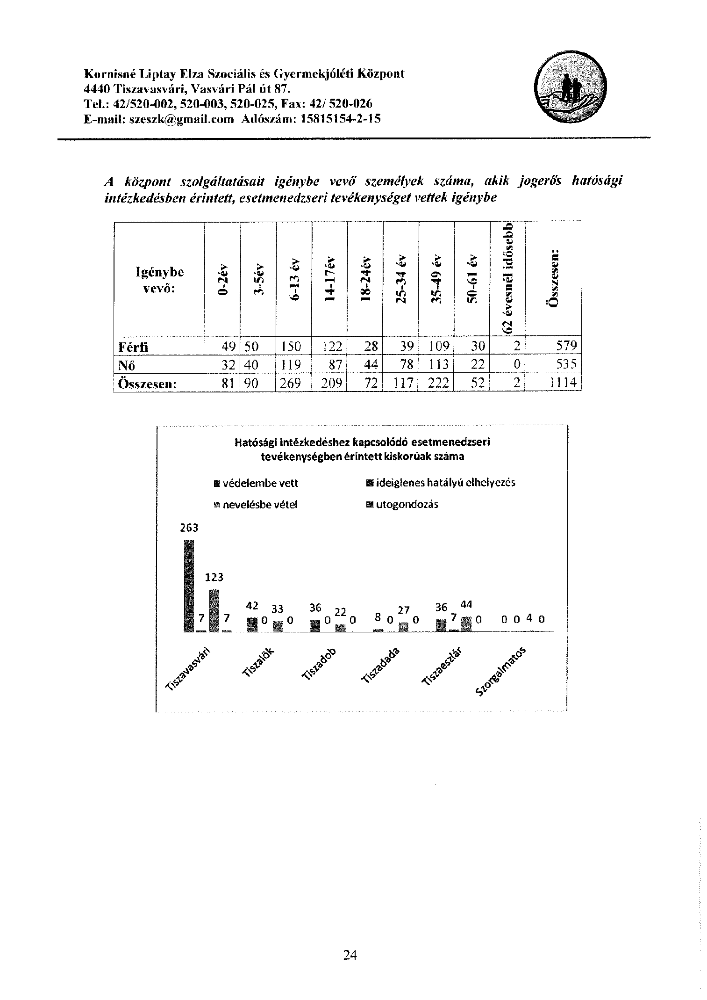 Kornisné Liptay Elza Szociális és Gyermekjóléti Központ
4440 Tiszavasvári, Vasvári Pál út 87.
Tel.: 42/520-002, 520-003, 520-025, Fax: 42/ 520-026
E-mail: szeszk@gmail.com Adószám: 15815154-2-15
A központ szolgáltatásait igénybe vevő személyek száma, akik jogerős hatósági
intézkedésben érintett, esetmenedzseri tevékenységet vettek igénybe
Igénybe vevő: 0-2év 3-5év 6-13 év 14-17év 18-24év 25-34 év 35-49 év 50-61 év 62 évesnél idősebb Összesen:
Férfi 49 50 150 122 28 39 109 30 2 579
Nő 32 40 119 87 44 78 113 22 0 535
Összesen: 81 90 269 209 72 117 222 52 2 1114
Hatósági intézkedéshez kapcsolódó esetmenedzseri
tevékenységben érintett kiskorúak száma
védelembe vett ideiglenes hatályú elhelyezés
nevelésbe vétel utogondozás
263 7 123 7 42 0 33 0 36 0 22 0 8 0 27 0 36 7 44 0 0 0 4 0
Tiszavasvári Tiszalök Tiszadob Tiszadada Tiszaeszlár Szorgalmatos
24